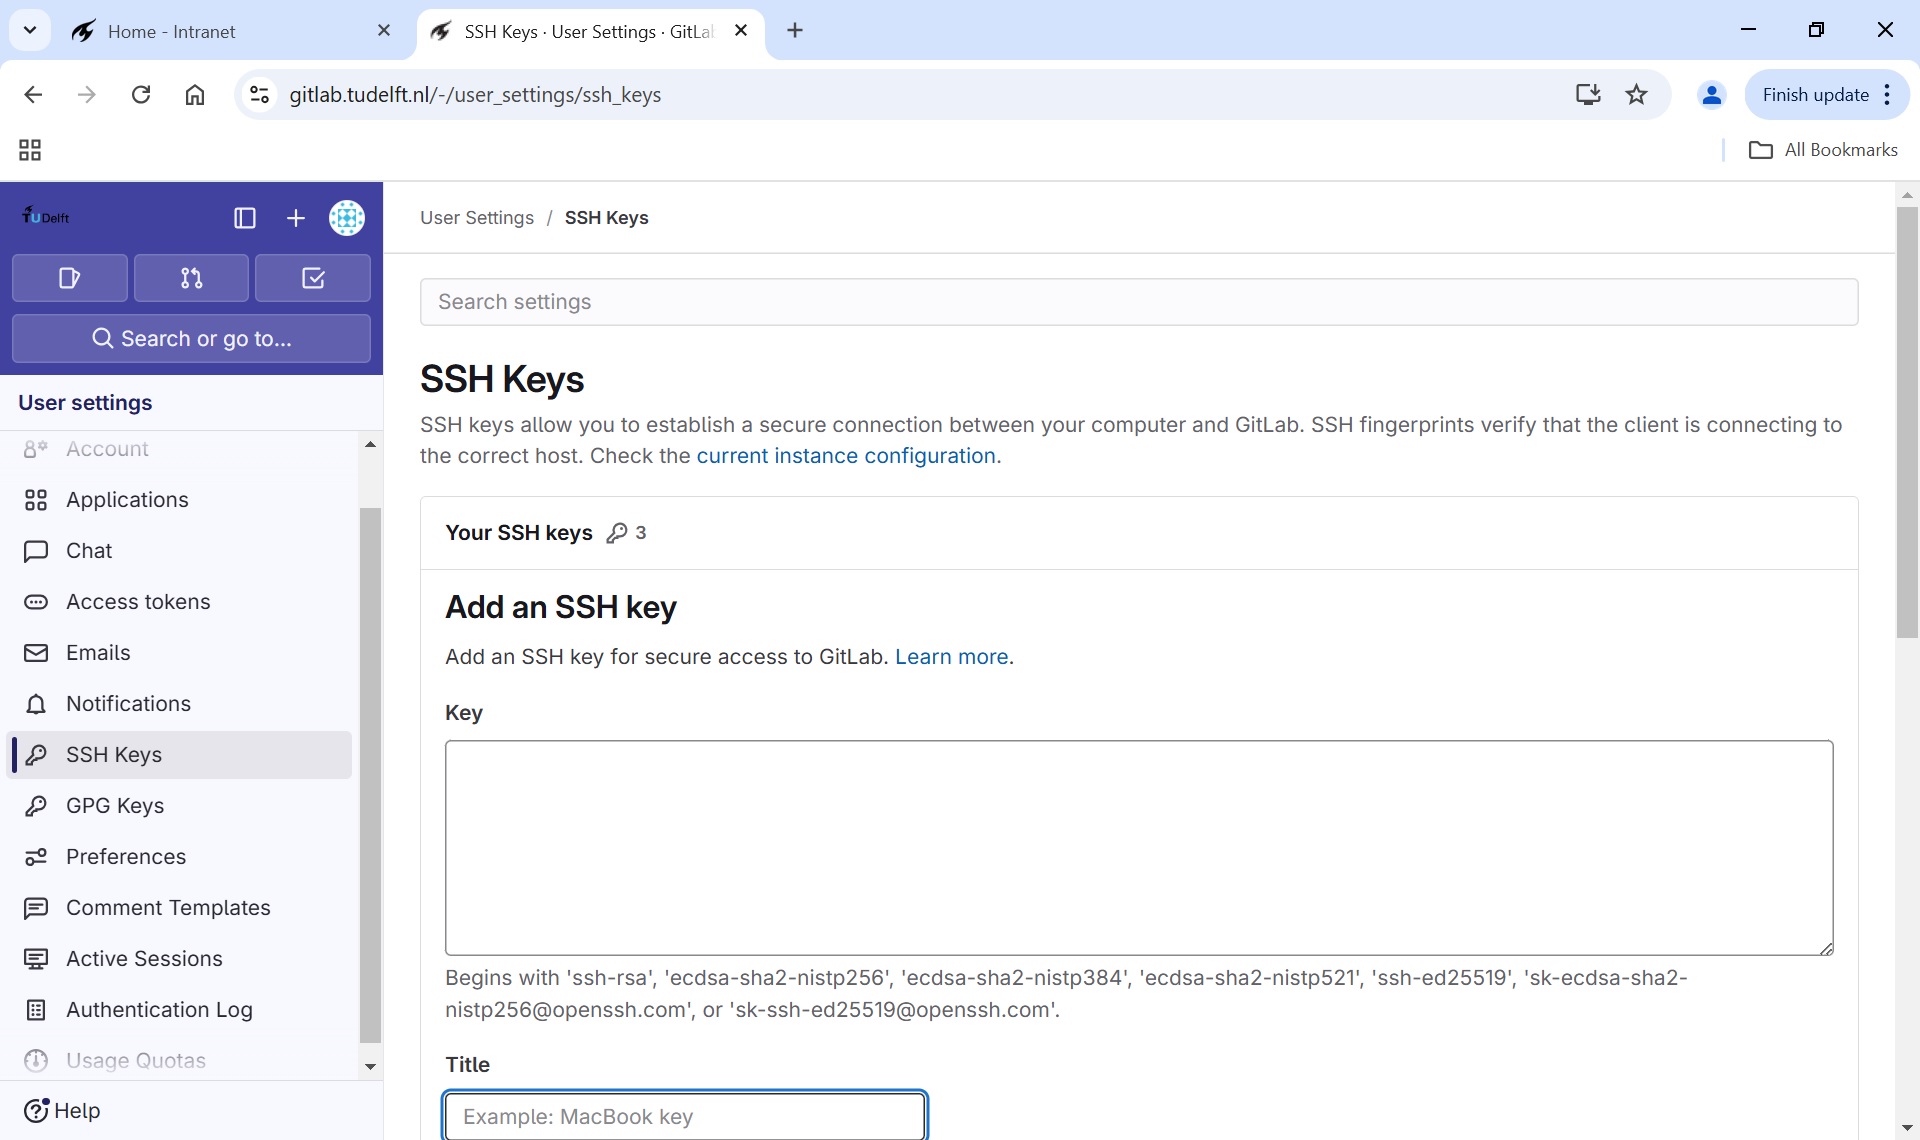 Home - Intranet
SSH Keys · User Settings · GitLa
gitlab.tudelft.nl/-/user_settings/ssh_keys
Finish update
All Bookmarks
TUDelft
User Settings / SSH Keys
Search or go to...
Search settings
User settings
Account
Applications
Chat
Access tokens
Emails
Notifications
SSH Keys
GPG Keys
Preferences
Comment Templates
Active Sessions
Authentication Log
Usage Quotas
Help
SSH Keys
SSH keys allow you to establish a secure connection between your computer and GitLab. SSH fingerprints verify that the client is connecting to
the correct host. Check the current instance configuration.
Your SSH keys 3
Add an SSH key
Add an SSH key for secure access to GitLab. Learn more.
Key
Begins with 'ssh-rsa', 'ecdsa-sha2-nistp256', 'ecdsa-sha2-nistp384', 'ecdsa-sha2-nistp521', 'ssh-ed25519', 'sk-ecdsa-sha2-
nistp256@openssh.com', or 'sk-ssh-ed25519@openssh.com'.
Title
Example: MacBook key